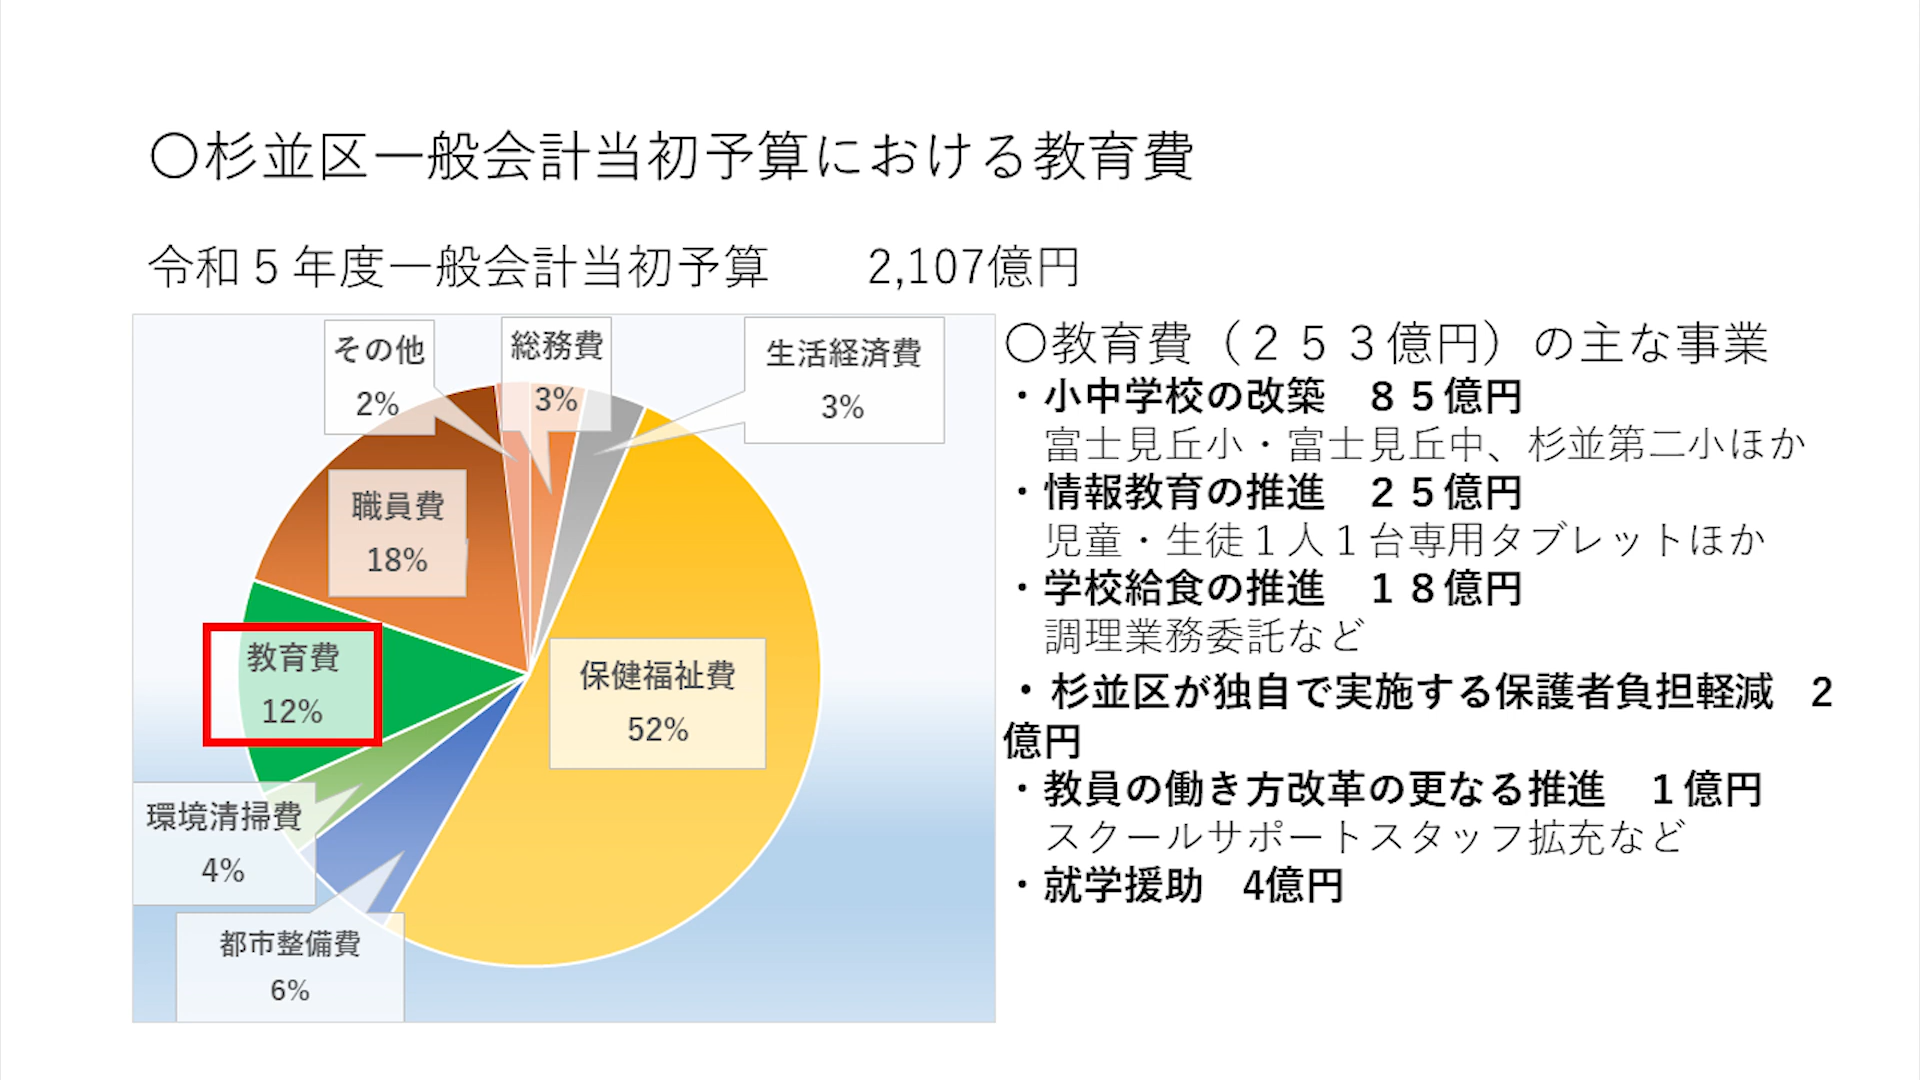 〇杉並区一般会計当初予算における教育費
令和５年度一般会計当初予算　　2,107億円
その他
2%
総務費
3%
生活経済費
3%
職員費
18%
教育費
12%
保健福祉費
52%
環境清掃費
4%
都市整備費
6%
〇教育費（２５３億円）の主な事業
・小中学校の改築　８５億円
富士見丘小・富士見丘中、杉並第二小ほか
・情報教育の推進　２５億円
児童・生徒１人１台専用タブレットほか
・学校給食の推進　１８億円
調理業務委託など
・杉並区が独自で実施する保護者負担軽減　2
億円
・教員の働き方改革の更なる推進　１億円
スクールサポートスタッフ拡充など
・就学援助　4億円